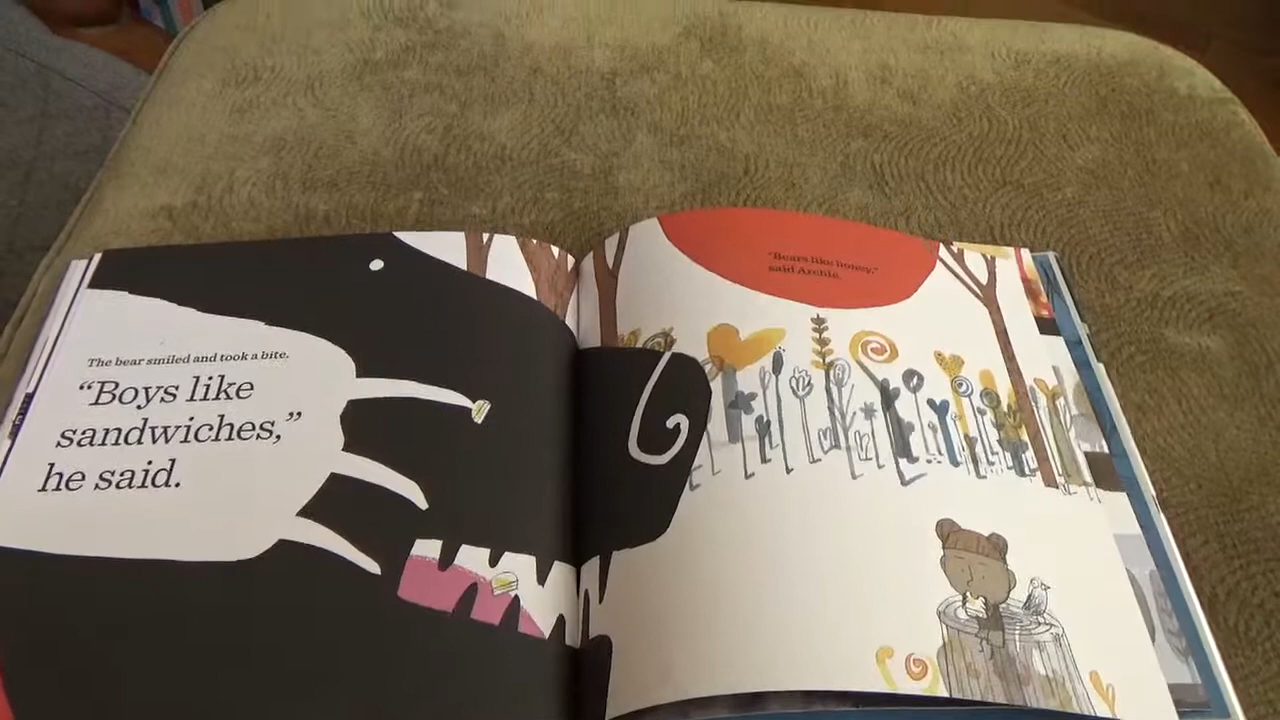 The bear smiled and took a bite.
“Boys like
sandwiches,”
he said.
“Bears like honey,”
said Archie.